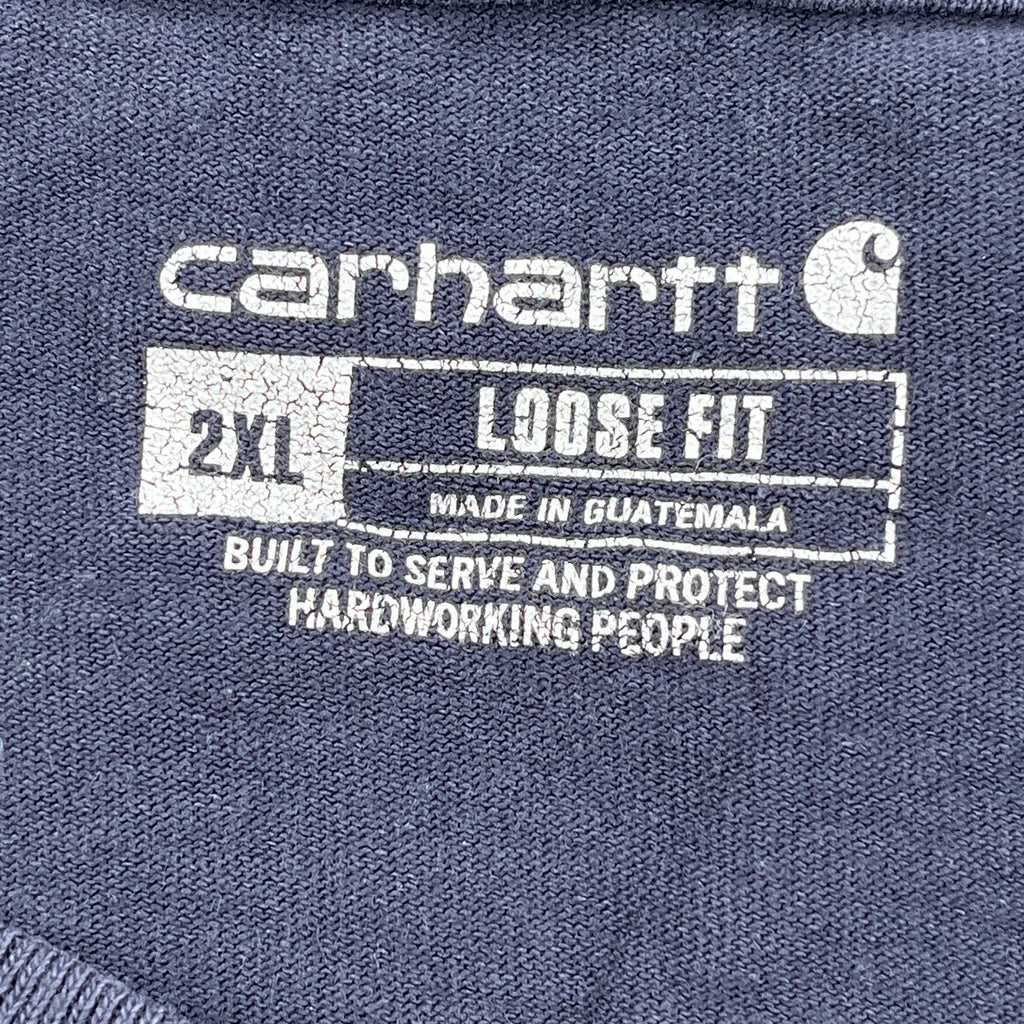 carhartt
2XL
LOOSE FIT
MADE IN GUATEMALA
BUILT TO SERVE AND PROTECT
HARDWORKING PEOPLE